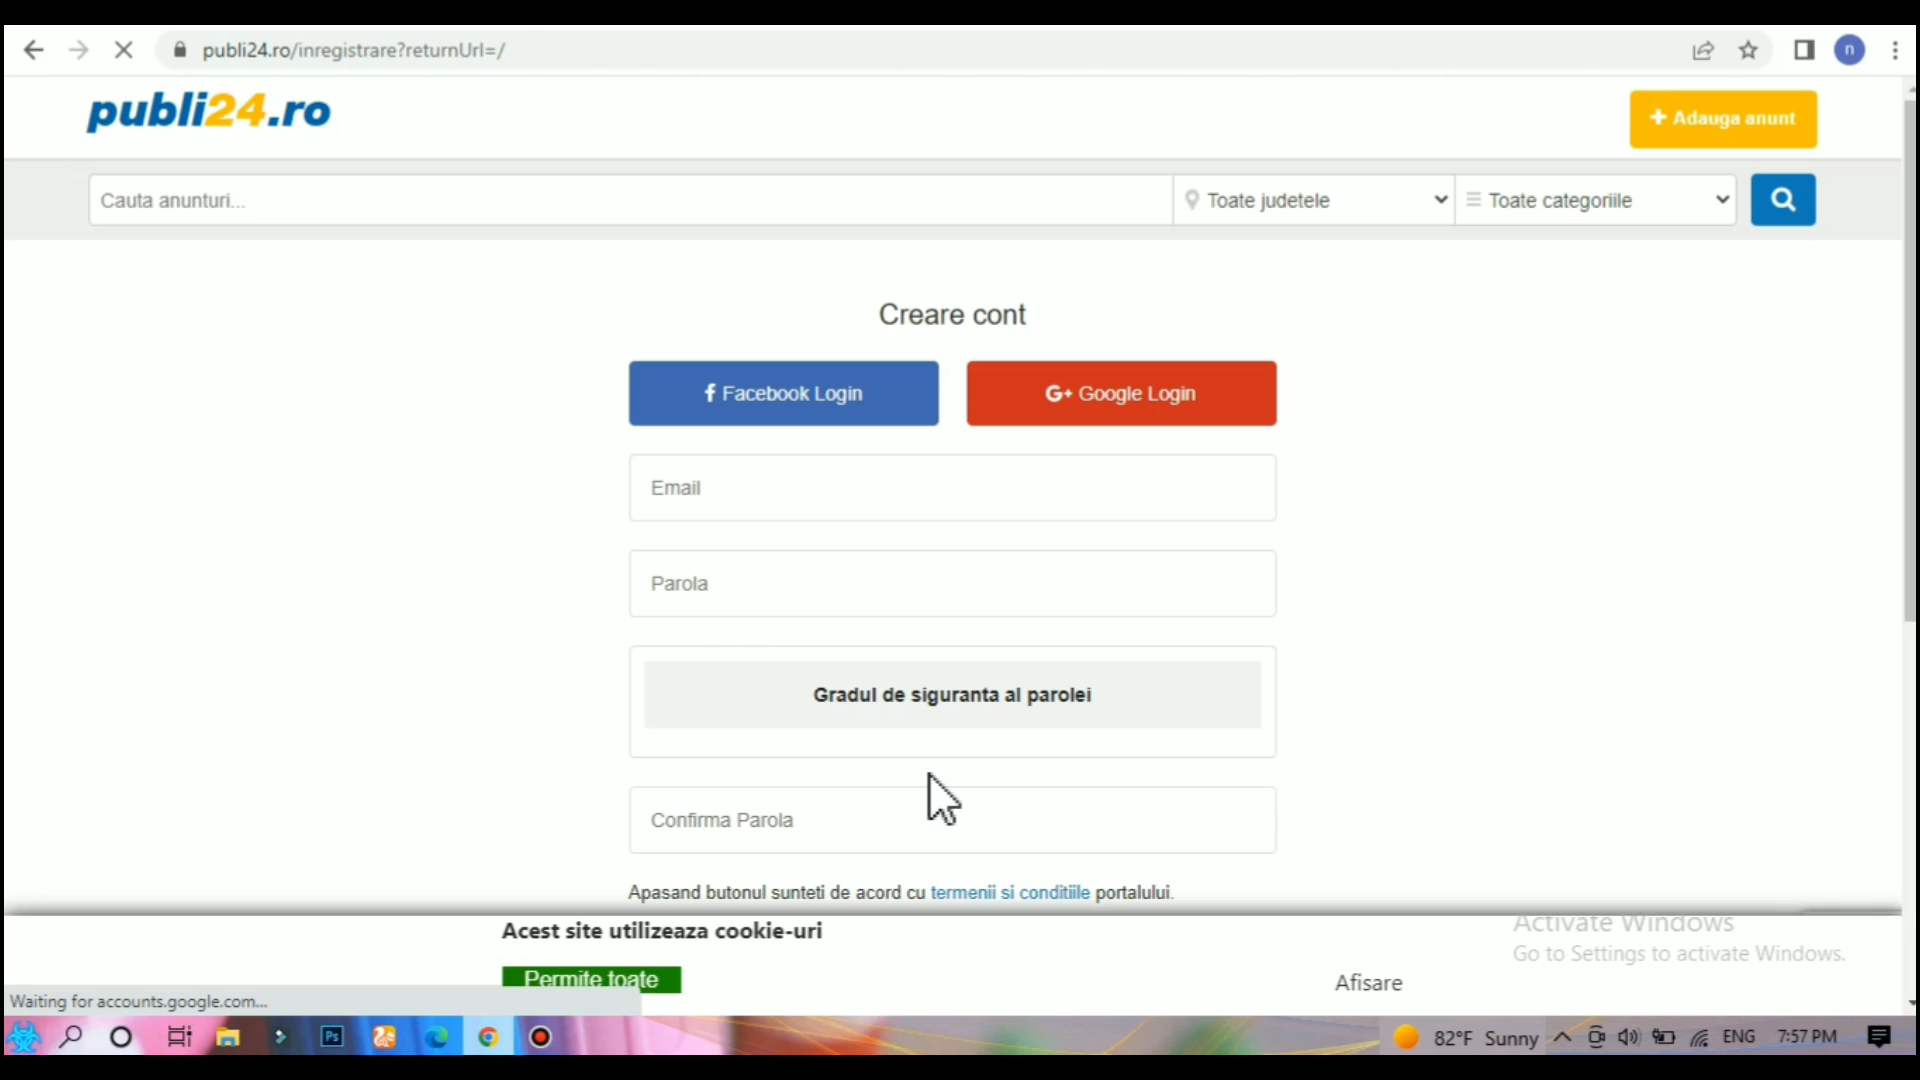 publi24.ro/inregistrare?returnUrl=/
n
publi24.ro
+ Adauga anunt
Cauta anunturi...
Toate judetele
Toate categoriile
Creare cont
f Facebook Login
G+ Google Login
Email
Parola
Gradul de siguranta al parolei
Confirma Parola
Apasand butonul sunteti de acord cu termenii si conditiile portalului.
Acest site utilizeaza cookie-uri
Activate Windows
Go to Settings to activate Windows.
Permite toate
Afisare
Waiting for accounts.google.com...
Ps
82°F Sunny
ENG
7:57 PM